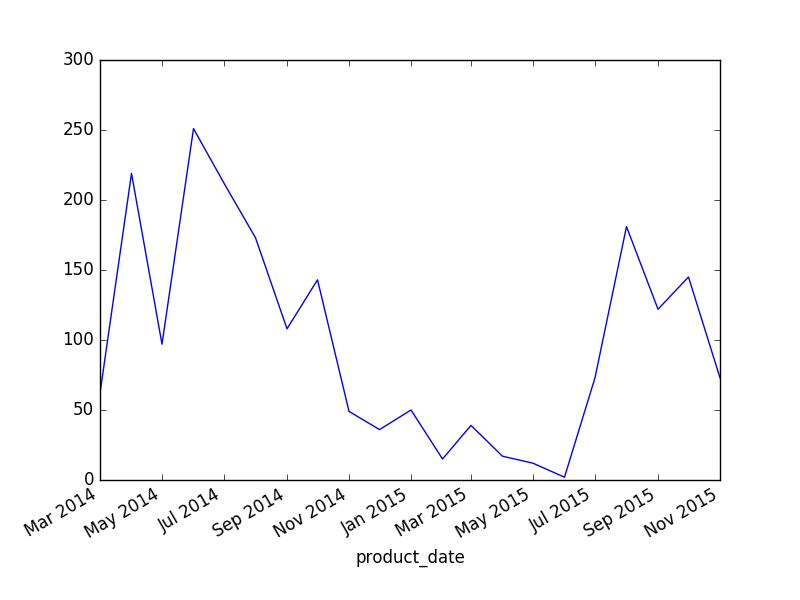 300
250
200
150
100
50
0
Mar 2014
May 2014
Jul 2014
Sep 2014
Nov 2014
Jan 2015
Mar 2015
May 2015
Jul 2015
Sep 2015
Nov 2015
product_date